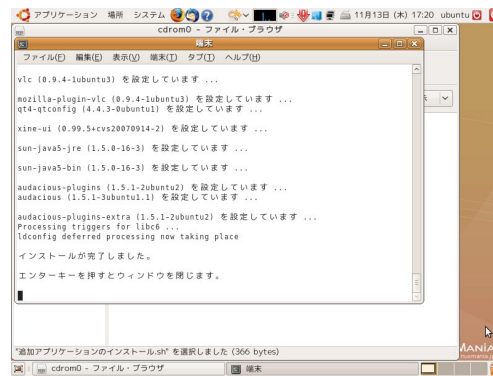 アプリケーション 場所 システム 11月13日 (木) 17:20 ubuntu
cdrom0 - ファイル・ブラウザ
端末
ファイル(F) 編集(E) 表示(V) 端末(T) タブ(T) ヘルプ(H)
vlc (0.9.4-1ubuntu3) を設定しています ...
mozilla-plugin-vlc (0.9.4-1ubuntu3) を設定しています ...
qt4-qtconfig (4.4.3-0ubuntu1) を設定しています ...
xine-ui (0.99.5+cvs20070914-2) を設定しています ...
sun-java5-jre (1.5.0-16-3) を設定しています ...
sun-java5-bin (1.5.0-16-3) を設定しています ...
audacious-plugins (1.5.1-2ubuntu2) を設定しています ...
audacious (1.5.1-3ubuntu1.1) を設定しています ...
audacious-plugins-extra (1.5.1-2ubuntu2) を設定しています ...
Processing triggers for libc6 ...
ldconfig deferred processing now taking place
インストールが完了しました。
エンターキーを押すとウィンドウを閉じます。
"追加アプリケーションのインストール.sh" を選択しました (366 bytes)
cdrom0 - ファイル・ブラウザ 端末